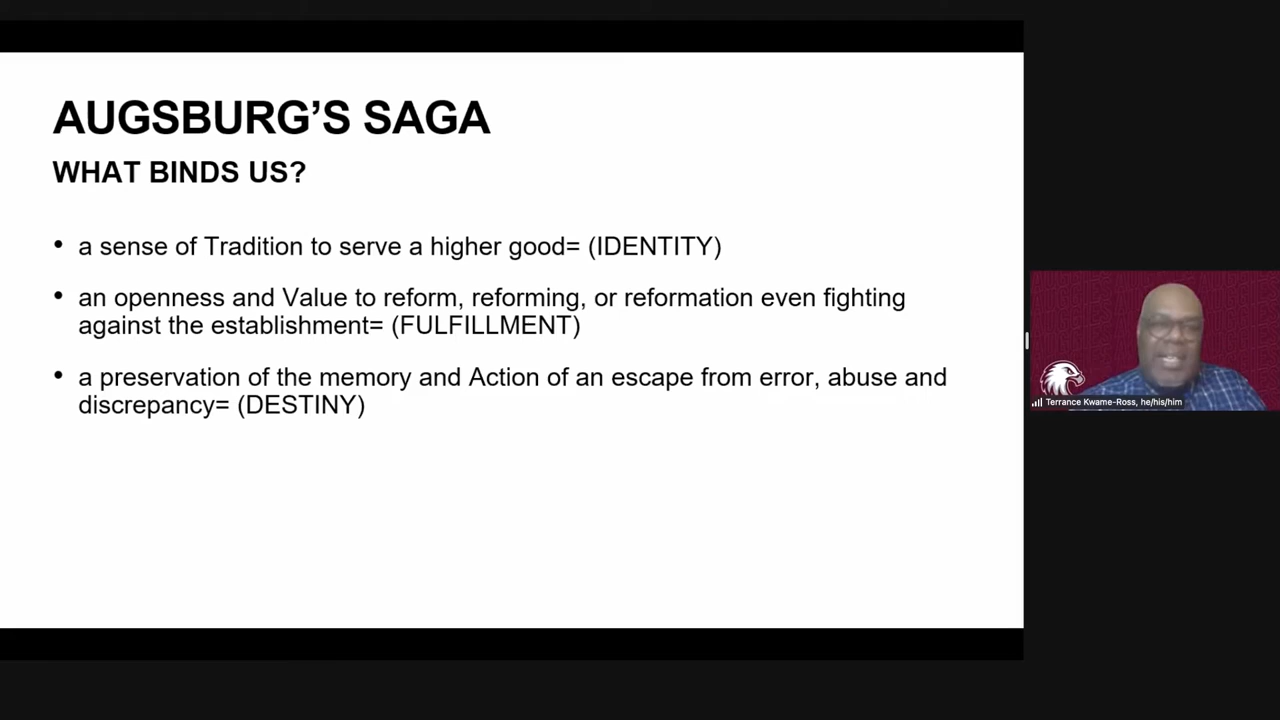 AUGSBURG'S SAGA
WHAT BINDS US?
• a sense of Tradition to serve a higher good= (IDENTITY)
• an openness and Value to reform, reforming, or reformation even fighting
against the establishment= (FULFILLMENT)
• a preservation of the memory and Action of an escape from error, abuse and
discrepancy= (DESTINY)
Terrance Kwame-Ross, he/his/him